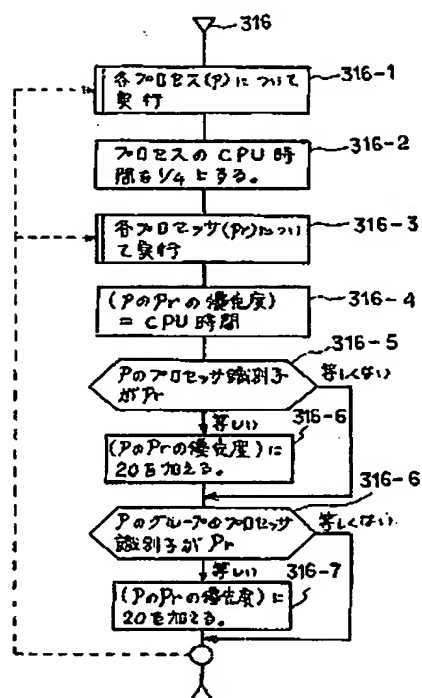 316
各プロセス(P)について
実行
316-1
プロセスのCPU時
間を1/4にする。
316-2
各プロセッサ(Pr)につい
て実行
316-3
(PのPrの優先度)
=CPU時間
316-4
316-5
Pのプロセッサ識別子
がPr
等しくない
等しい
316-6
(PのPrの優先度)に
20を加える。
316-6
Pのグループのプロセッサ
識別子がPr
等しくない
等しい
316-7
(PのPrの優先度)に
20を加える。